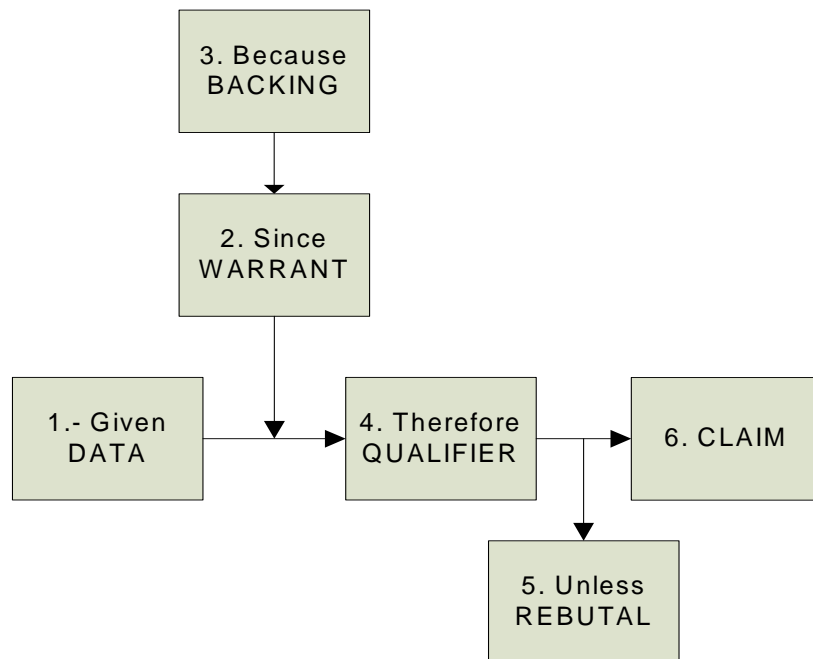 3. Because
BACKING
2. Since
WARRANT
1.- Given
DATA
4. Therefore
QUALIFIER
6. CLAIM
5. Unless
REBUTAL